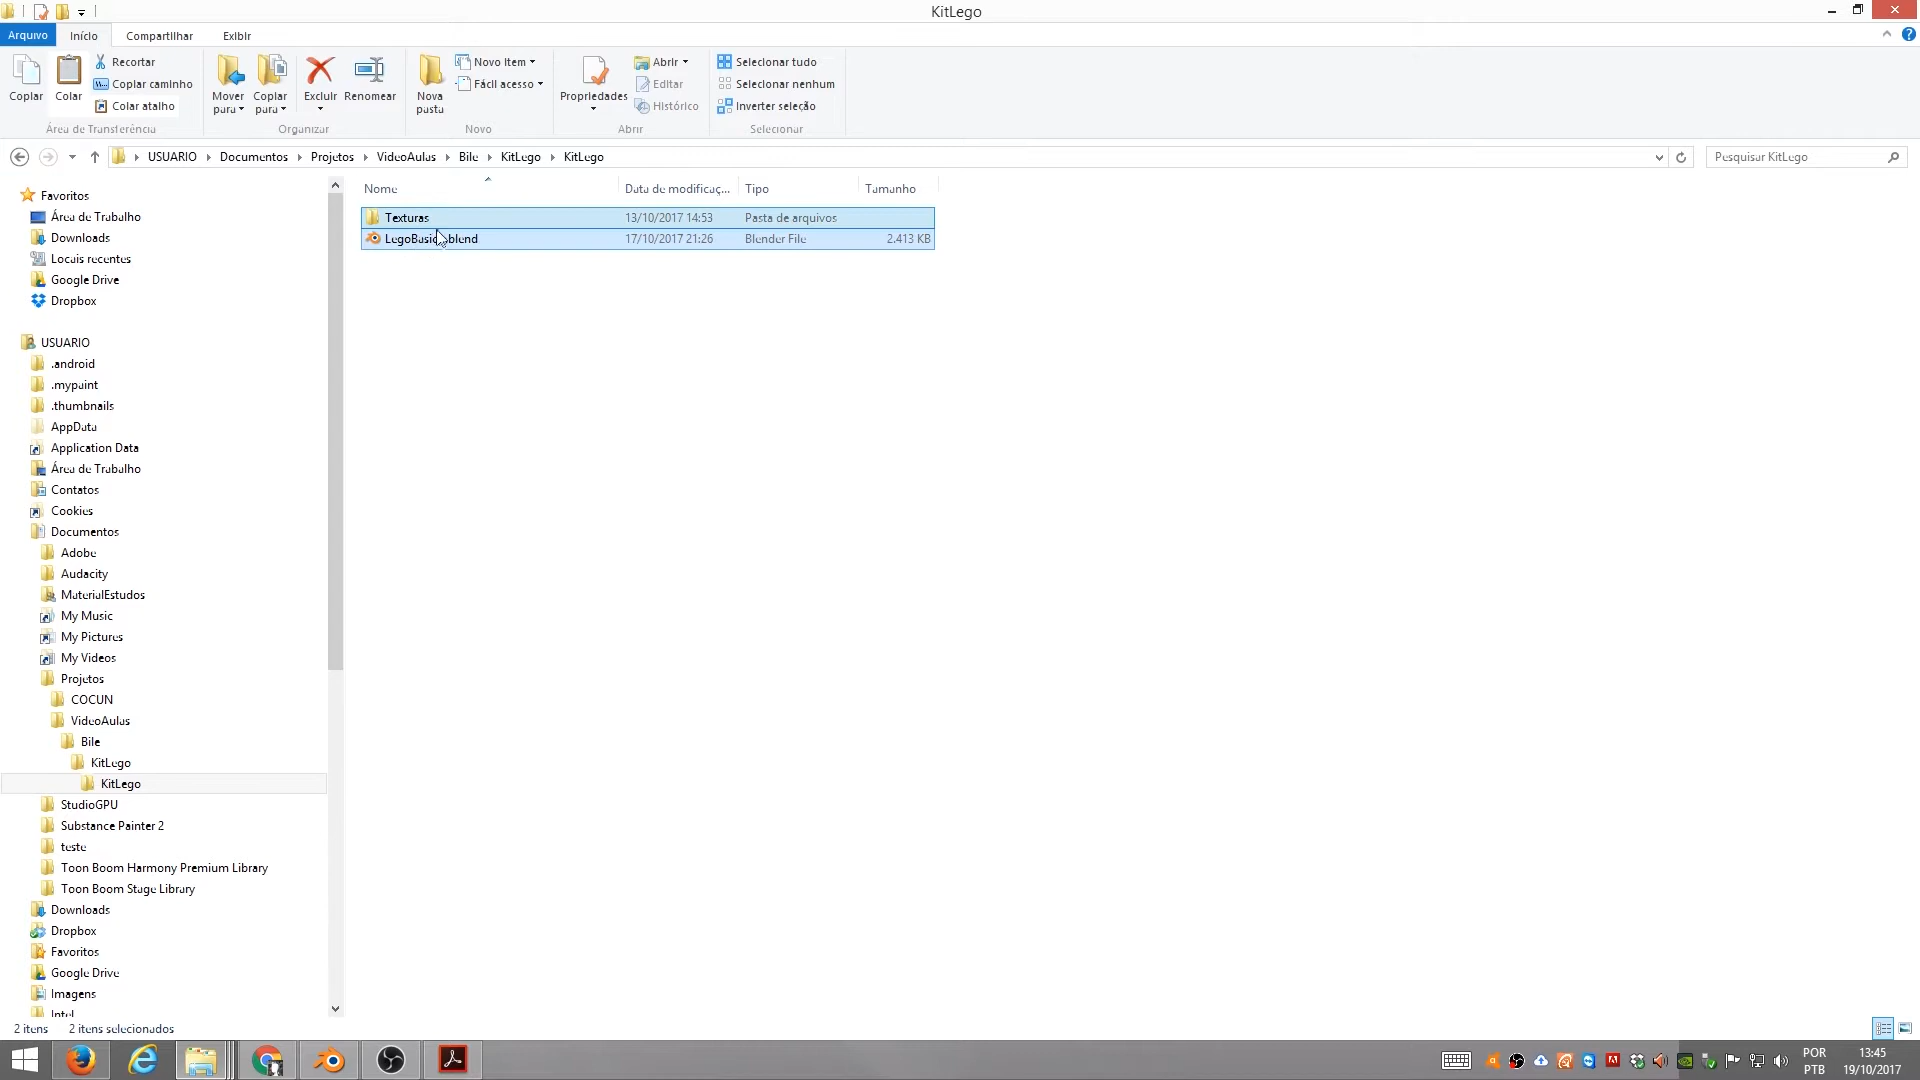 KitLego
Arquivo Início Compartilhar Exibir
Copiar Colar Recortar Copiar caminho Colar atalho
Área de Transferência
Mover para Copiar para Excluir Renomear
Organizar
Nova pasta Novo Item Fácil acesso
Novo
Propriedades Abrir Editar Histórico
Abrir
Selecionar tudo Selecionar nenhum Inverter seleção
Selecionar
USUARIO Documentos Projetos VideoAulas Bile KitLego KitLego
Pesquisar KitLego
Nome Data de modificaç... Tipo Tamanho
Texturas 13/10/2017 14:53 Pasta de arquivos
17/10/2017 21:26 Blender File 2.413 KB
Favoritos
Área de Trabalho
Downloads
Locais recentes
Google Drive
Dropbox
USUARIO
.android
.mypaint
.thumbnails
AppData
Application Data
Área de Trabalho
Contatos
Cookies
Documentos
Adobe
Audacity
MaterialEstudos
My Music
My Pictures
My Videos
Projetos
COCUN
VideoAulas
Bile
KitLego
KitLego
StudioGPU
Substance Painter 2
teste
Toon Boom Harmony Premium Library
Toon Boom Stage Library
Downloads
Dropbox
Favoritos
Google Drive
Imagens
Intel
2 itens 2 itens selecionados
POR 13:45
PTB 19/10/2017